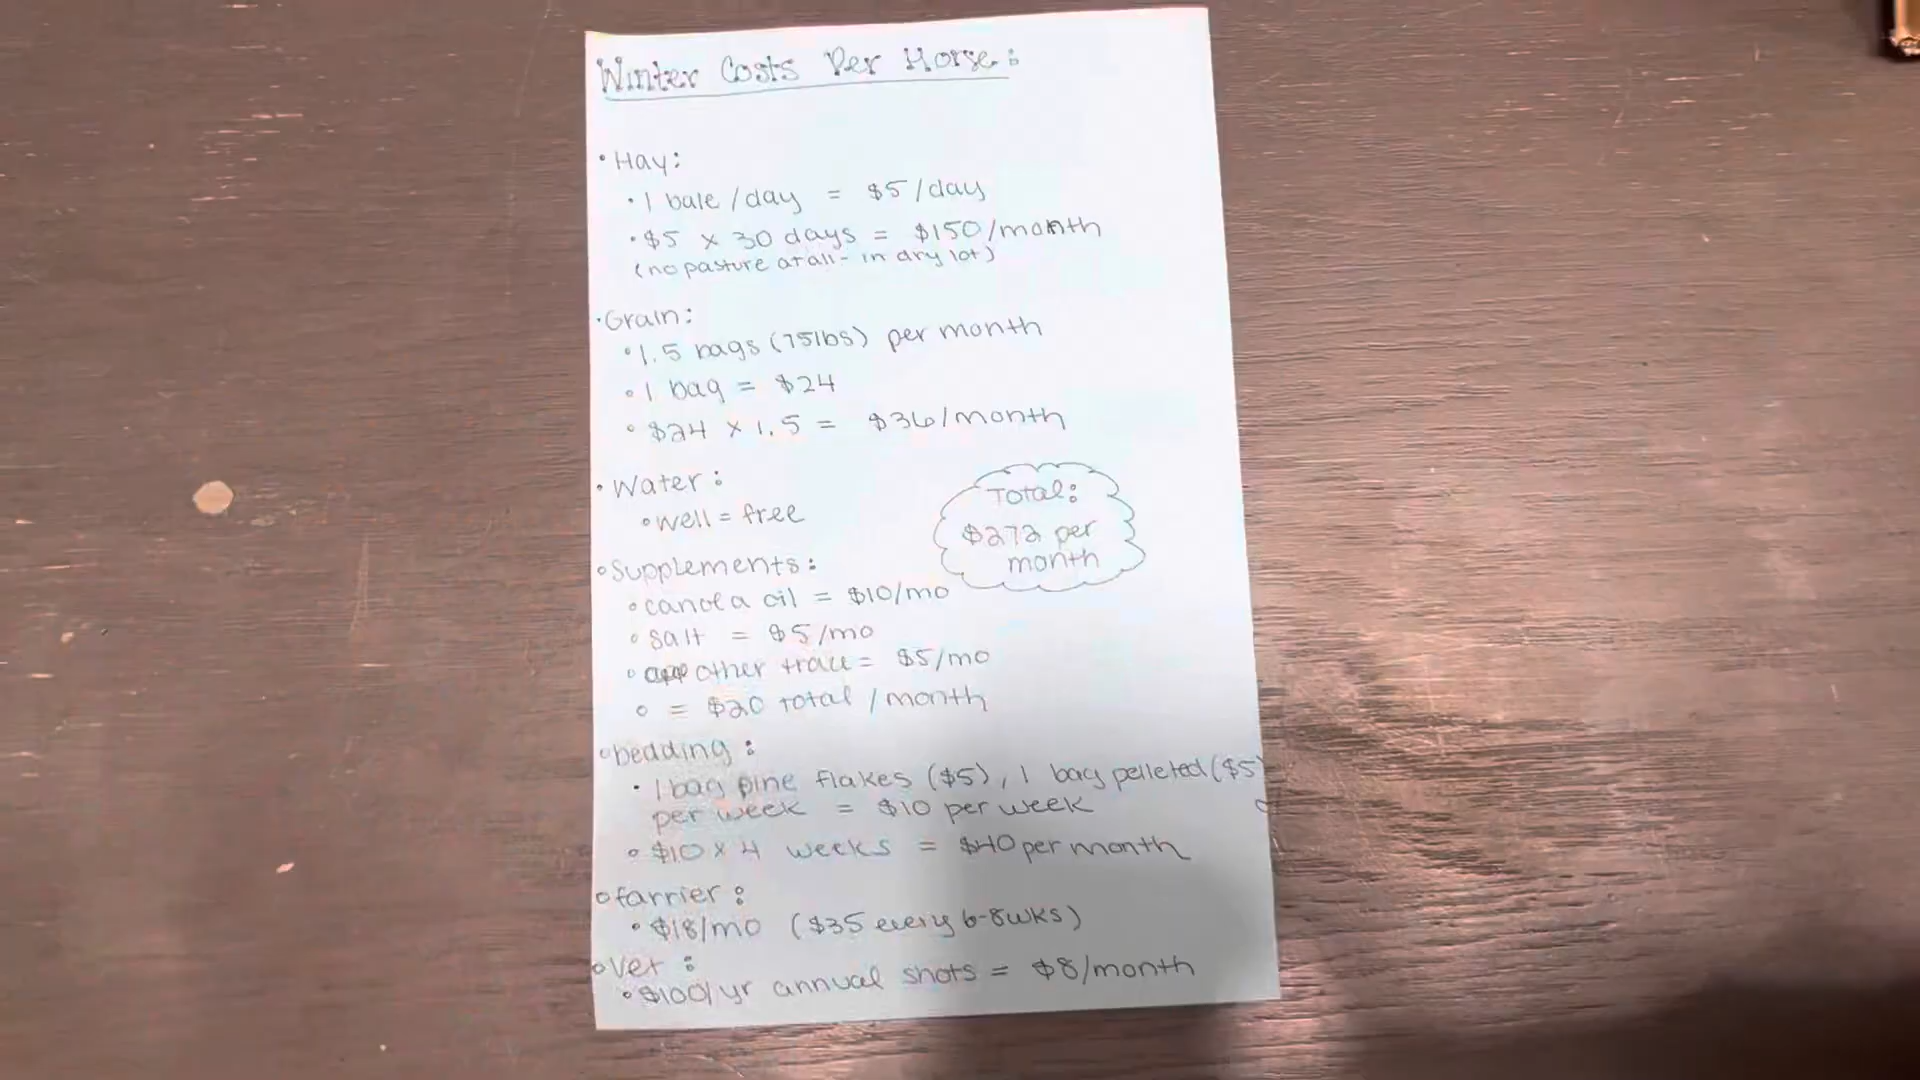 Winter Costs Per Horse:
• Hay:
• 1 bale /day = $5/day
• $5 x 30 days = $150/month
(no pasture at all - in dry lot)
• Grain:
• 1.5 bags (75lbs) per month
• 1 bag = $24
• $24 x 1.5 = $36/month
• Water:
• well = free
Total:
$272 per
month
• Supplements:
• canola oil = $10/mo
• salt = $5/mo
• other trace = $5/mo
• = $20 total /month
• bedding:
• 1 bag pine flakes ($5), 1 bag pelleted ($5)
per week = $10 per week
• $10 x 4 weeks = $40 per month
• farrier:
• $18/mo ($35 every 6-8wks)
• Vet:
• $100/yr annual shots = $8/month